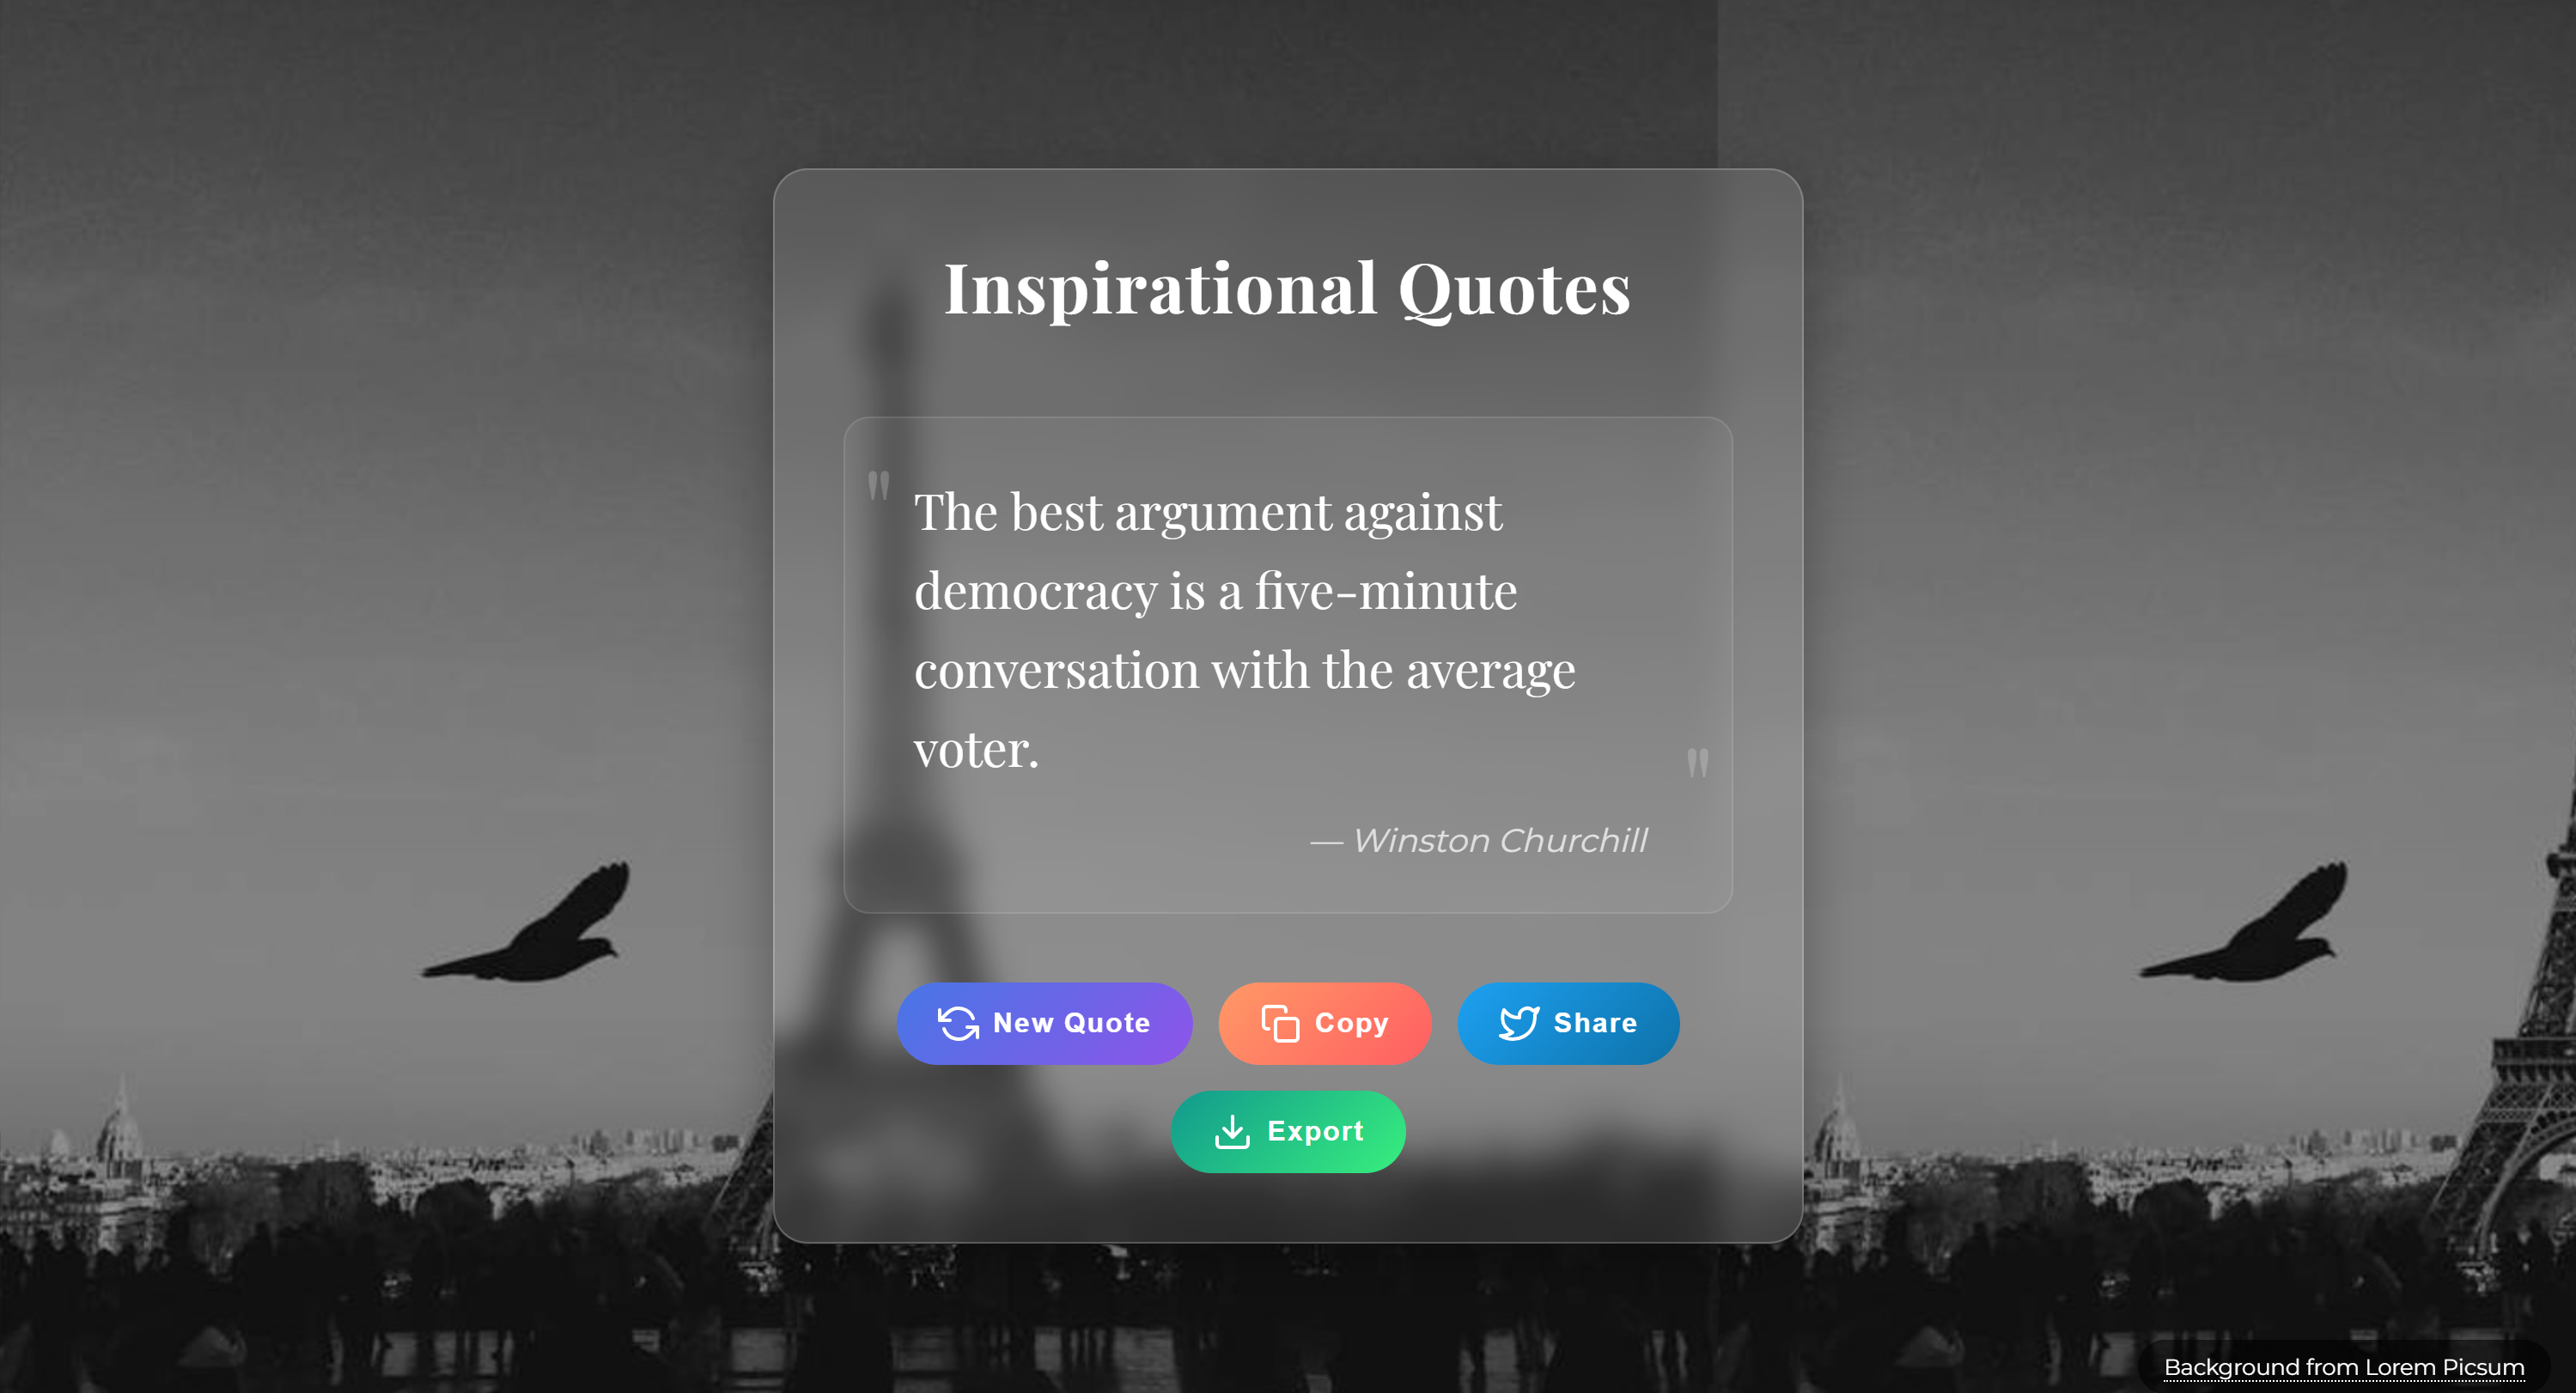 Inspirational Quotes
"
The best argument against
democracy is a five-minute
conversation with the average
voter.
"
— Winston Churchill
New Quote
Copy
Share
Export
Background from Lorem Picsum